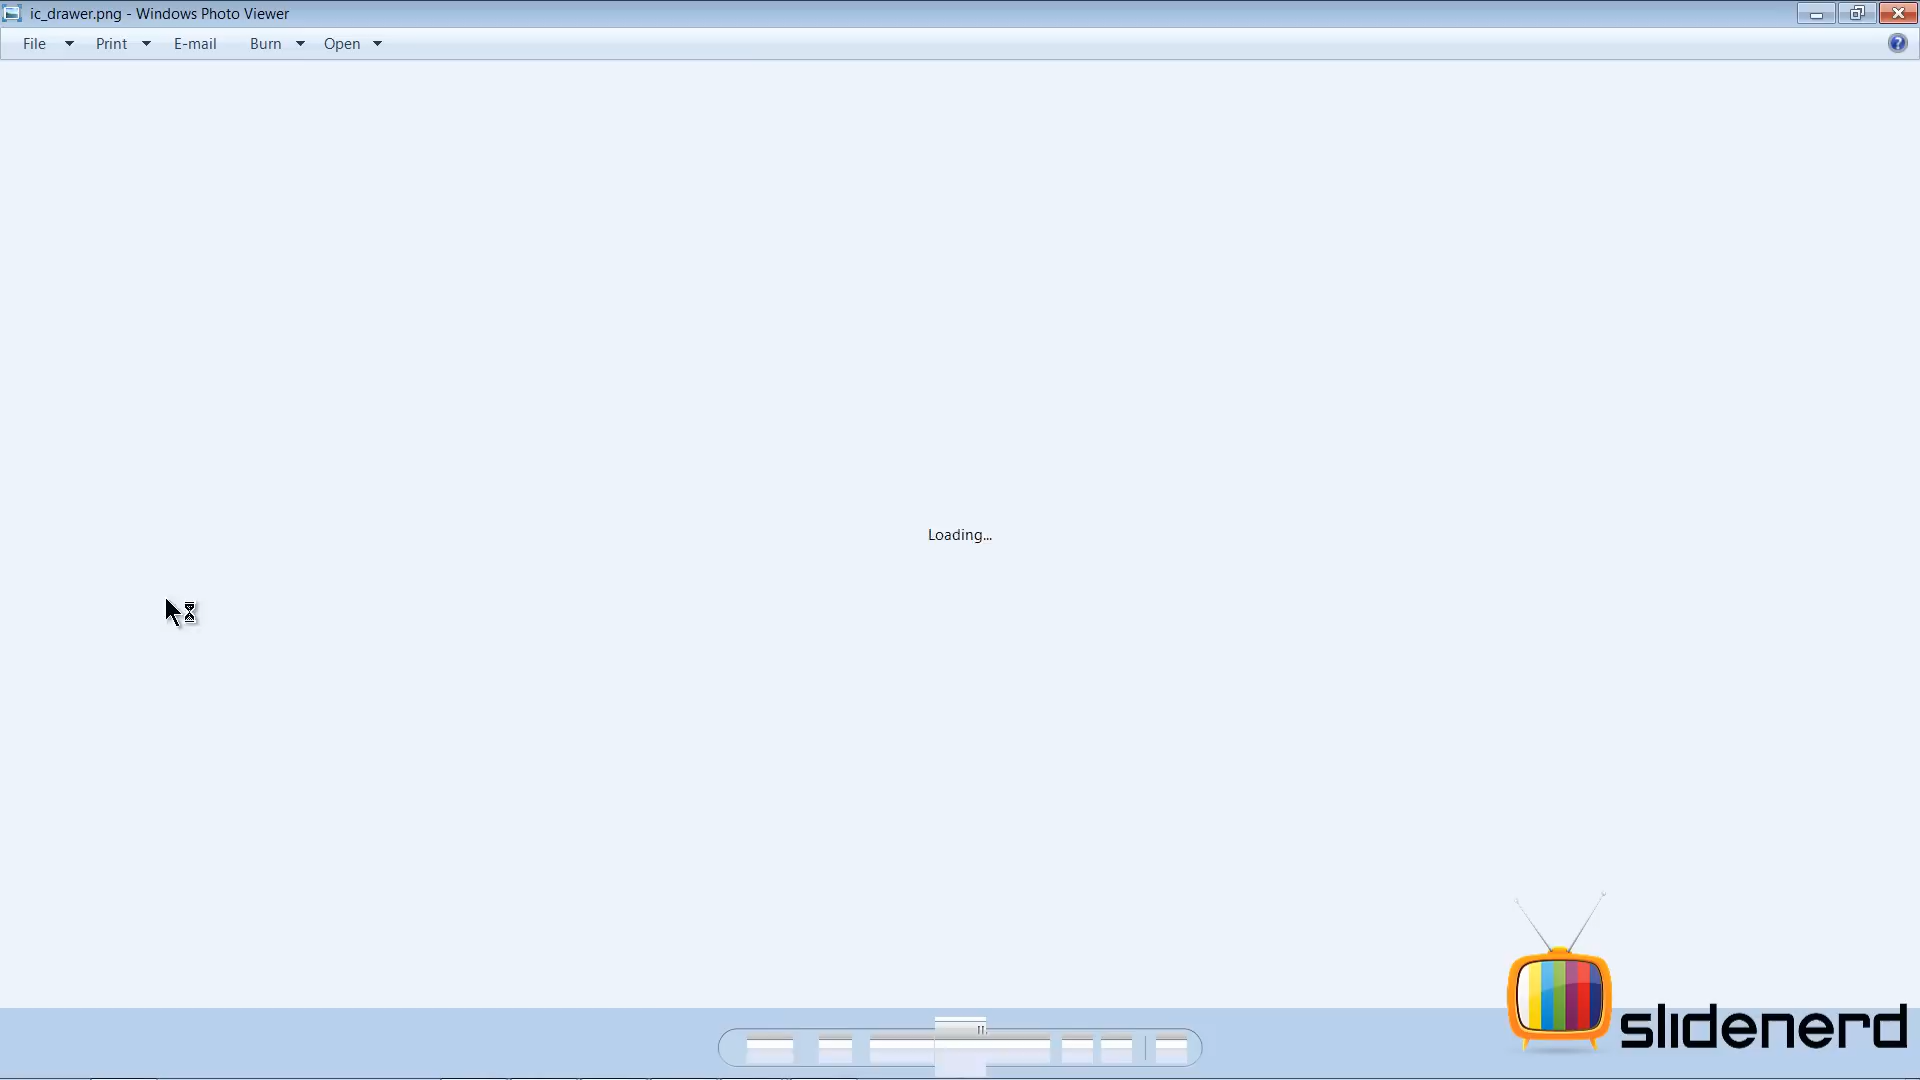 ic_drawer.png - Windows Photo Viewer
File Print E-mail Burn Open
Loading...
slidenerd